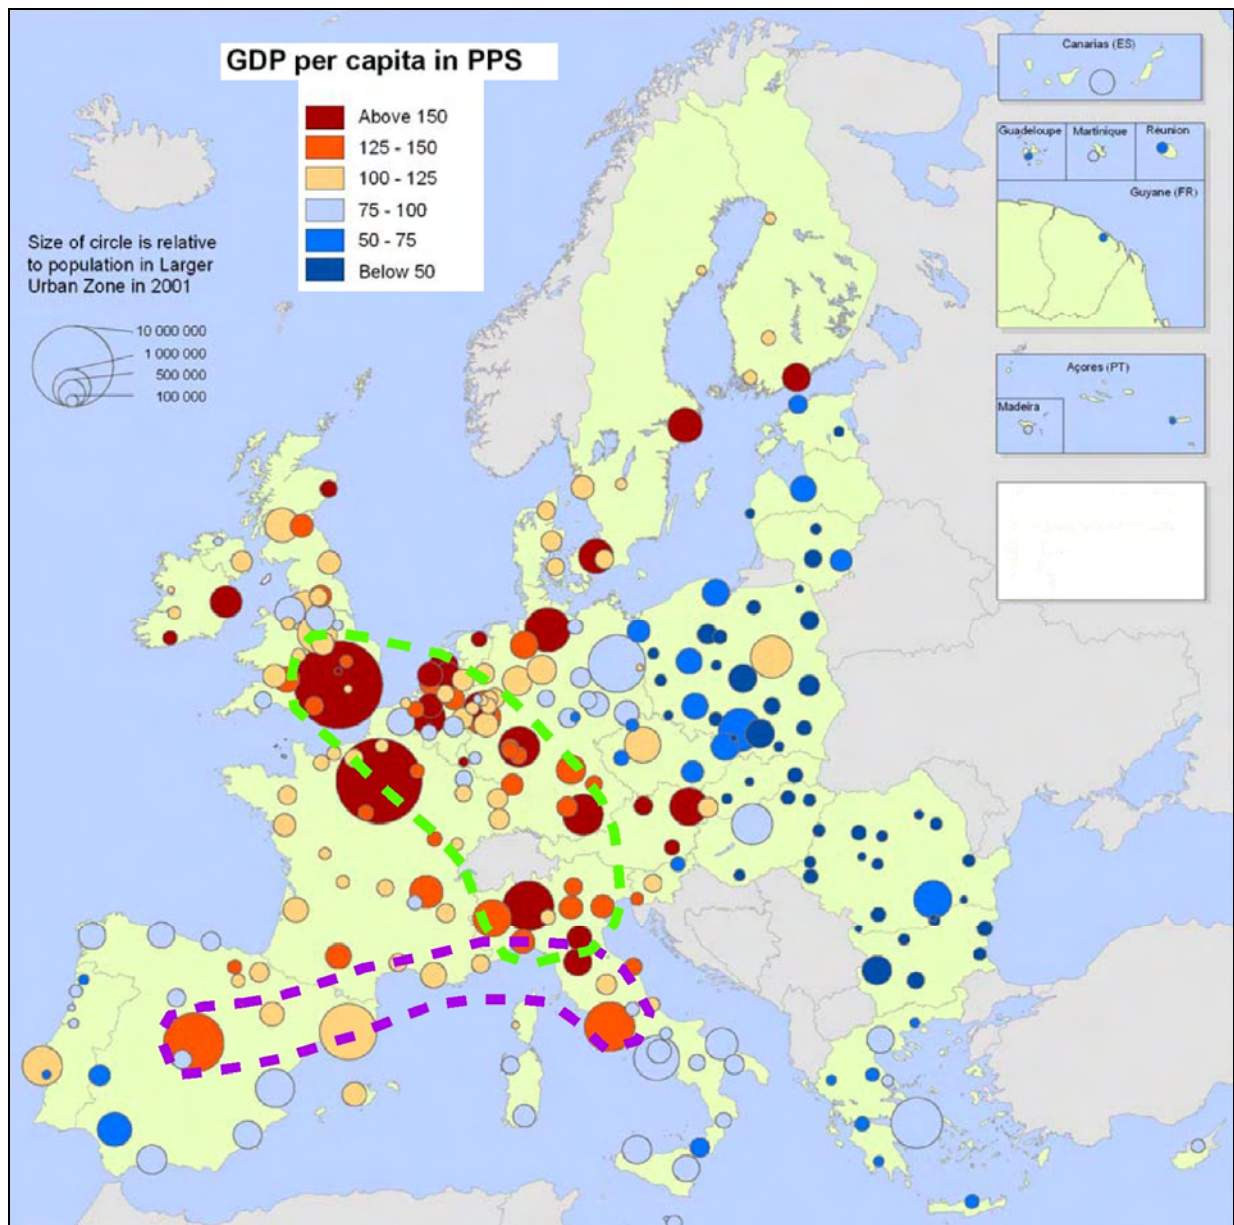 GDP per capita in PPS
Above 150
125 - 150
100 - 125
75 - 100
50 - 75
Below 50
Size of circle is relative
to population in Larger
Urban Zone in 2001
10 000 000
1 000 000
500 000
100 000
Canarias (ES)
Guadeloupe
Martinique
Réunion
Guyane (FR)
Açores (PT)
Madeira